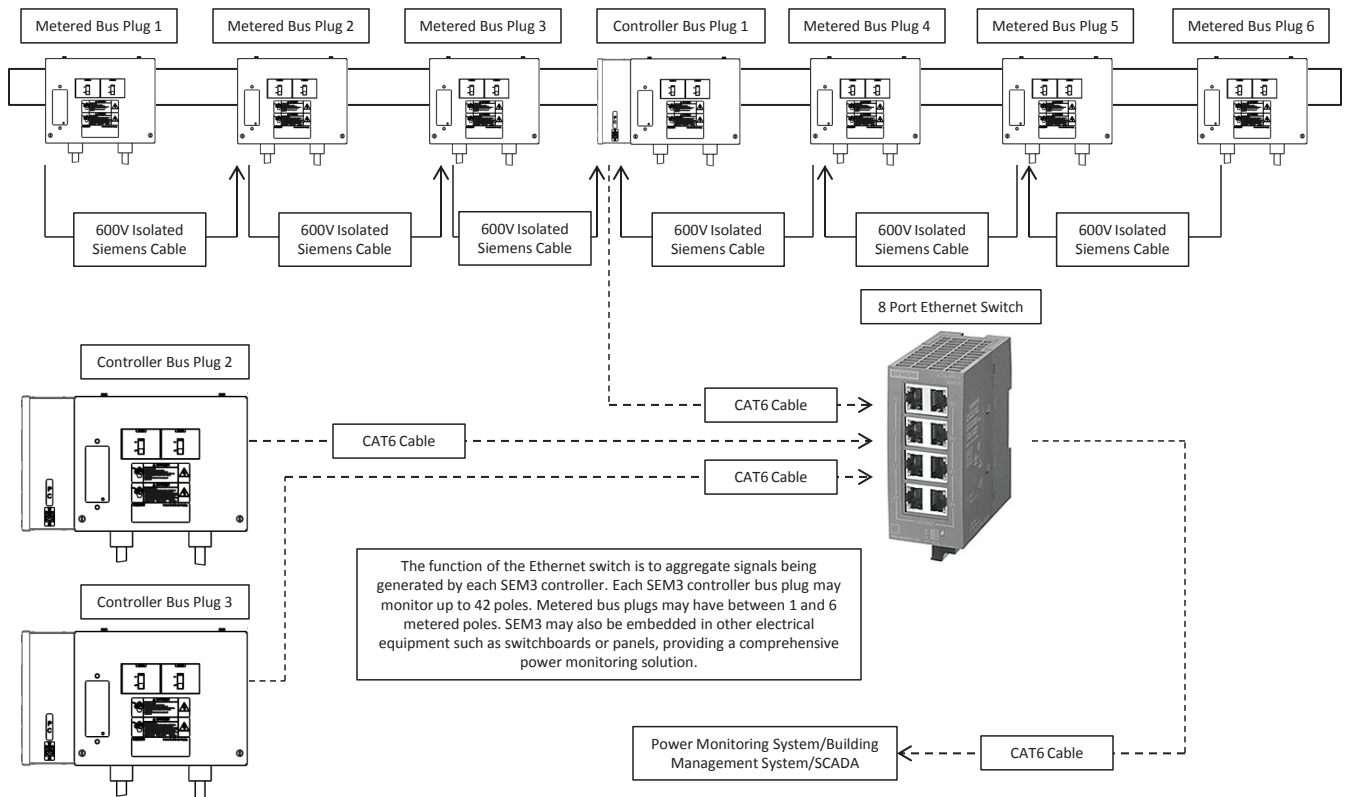 Metered Bus Plug 1
Metered Bus Plug 2
Metered Bus Plug 3
Controller Bus Plug 1
Metered Bus Plug 4
Metered Bus Plug 5
Metered Bus Plug 6
600V Isolated
Siemens Cable
600V Isolated
Siemens Cable
600V Isolated
Siemens Cable
600V Isolated
Siemens Cable
600V Isolated
Siemens Cable
600V Isolated
Siemens Cable
8 Port Ethernet Switch
SIEMENS
Controller Bus Plug 2
CAT6 Cable
CAT6 Cable
CAT6 Cable
Controller Bus Plug 3
The function of the Ethernet switch is to aggregate signals being
generated by each SEM3 controller. Each SEM3 controller bus plug may
monitor up to 42 poles. Metered bus plugs may have between 1 and 6
metered poles. SEM3 may also be embedded in other electrical
equipment such as switchboards or panels, providing a comprehensive
power monitoring solution.
Power Monitoring System/Building
Management System/SCADA
CAT6 Cable